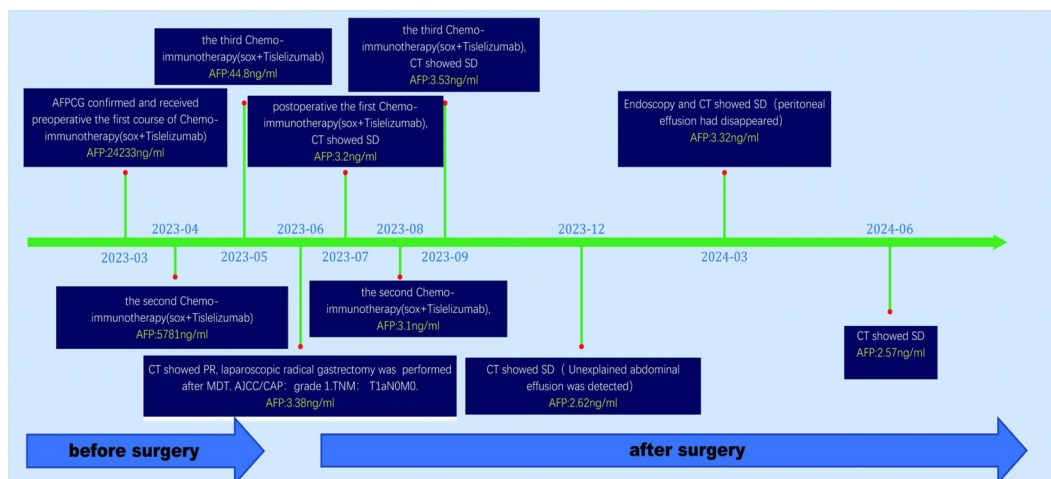 the third Chemo-
immunotherapy(sox+Tislelizumab)
AFP:44.8ng/ml
the third Chemo-
immunotherapy(sox+Tislelizumab),
CT showed SD
AFP:3.53ng/ml
AFPCG confirmed and received
preoperative the first course of Chemo-
immunotherapy(sox+Tislelizumab)
AFP:24233ng/ml
postoperative the first Chemo-
immunotherapy(sox+Tislelizumab),
CT showed SD
AFP:3.2ng/ml
Endoscopy and CT showed SD（peritoneal
effusion had disappeared）
AFP:3.32ng/ml
2023-04
2023-06
2023-08
2023-12
2024-06
2023-03
2023-05
2023-07
2023-09
2024-03
the second Chemo-
immunotherapy(sox+Tislelizumab)
AFP:5781ng/ml
the second Chemo-
immunotherapy(sox+Tislelizumab),
AFP:3.1ng/ml
CT showed PR, laparoscopic radical gastrectomy was performed
after MDT. AJCC/CAP：grade 1.TNM： T1aN0M0.
AFP:3.38ng/ml
CT showed SD（ Unexplained abdominal
effusion was detected）
AFP:2.62ng/ml
CT showed SD
AFP:2.57ng/ml
before surgery
after surgery